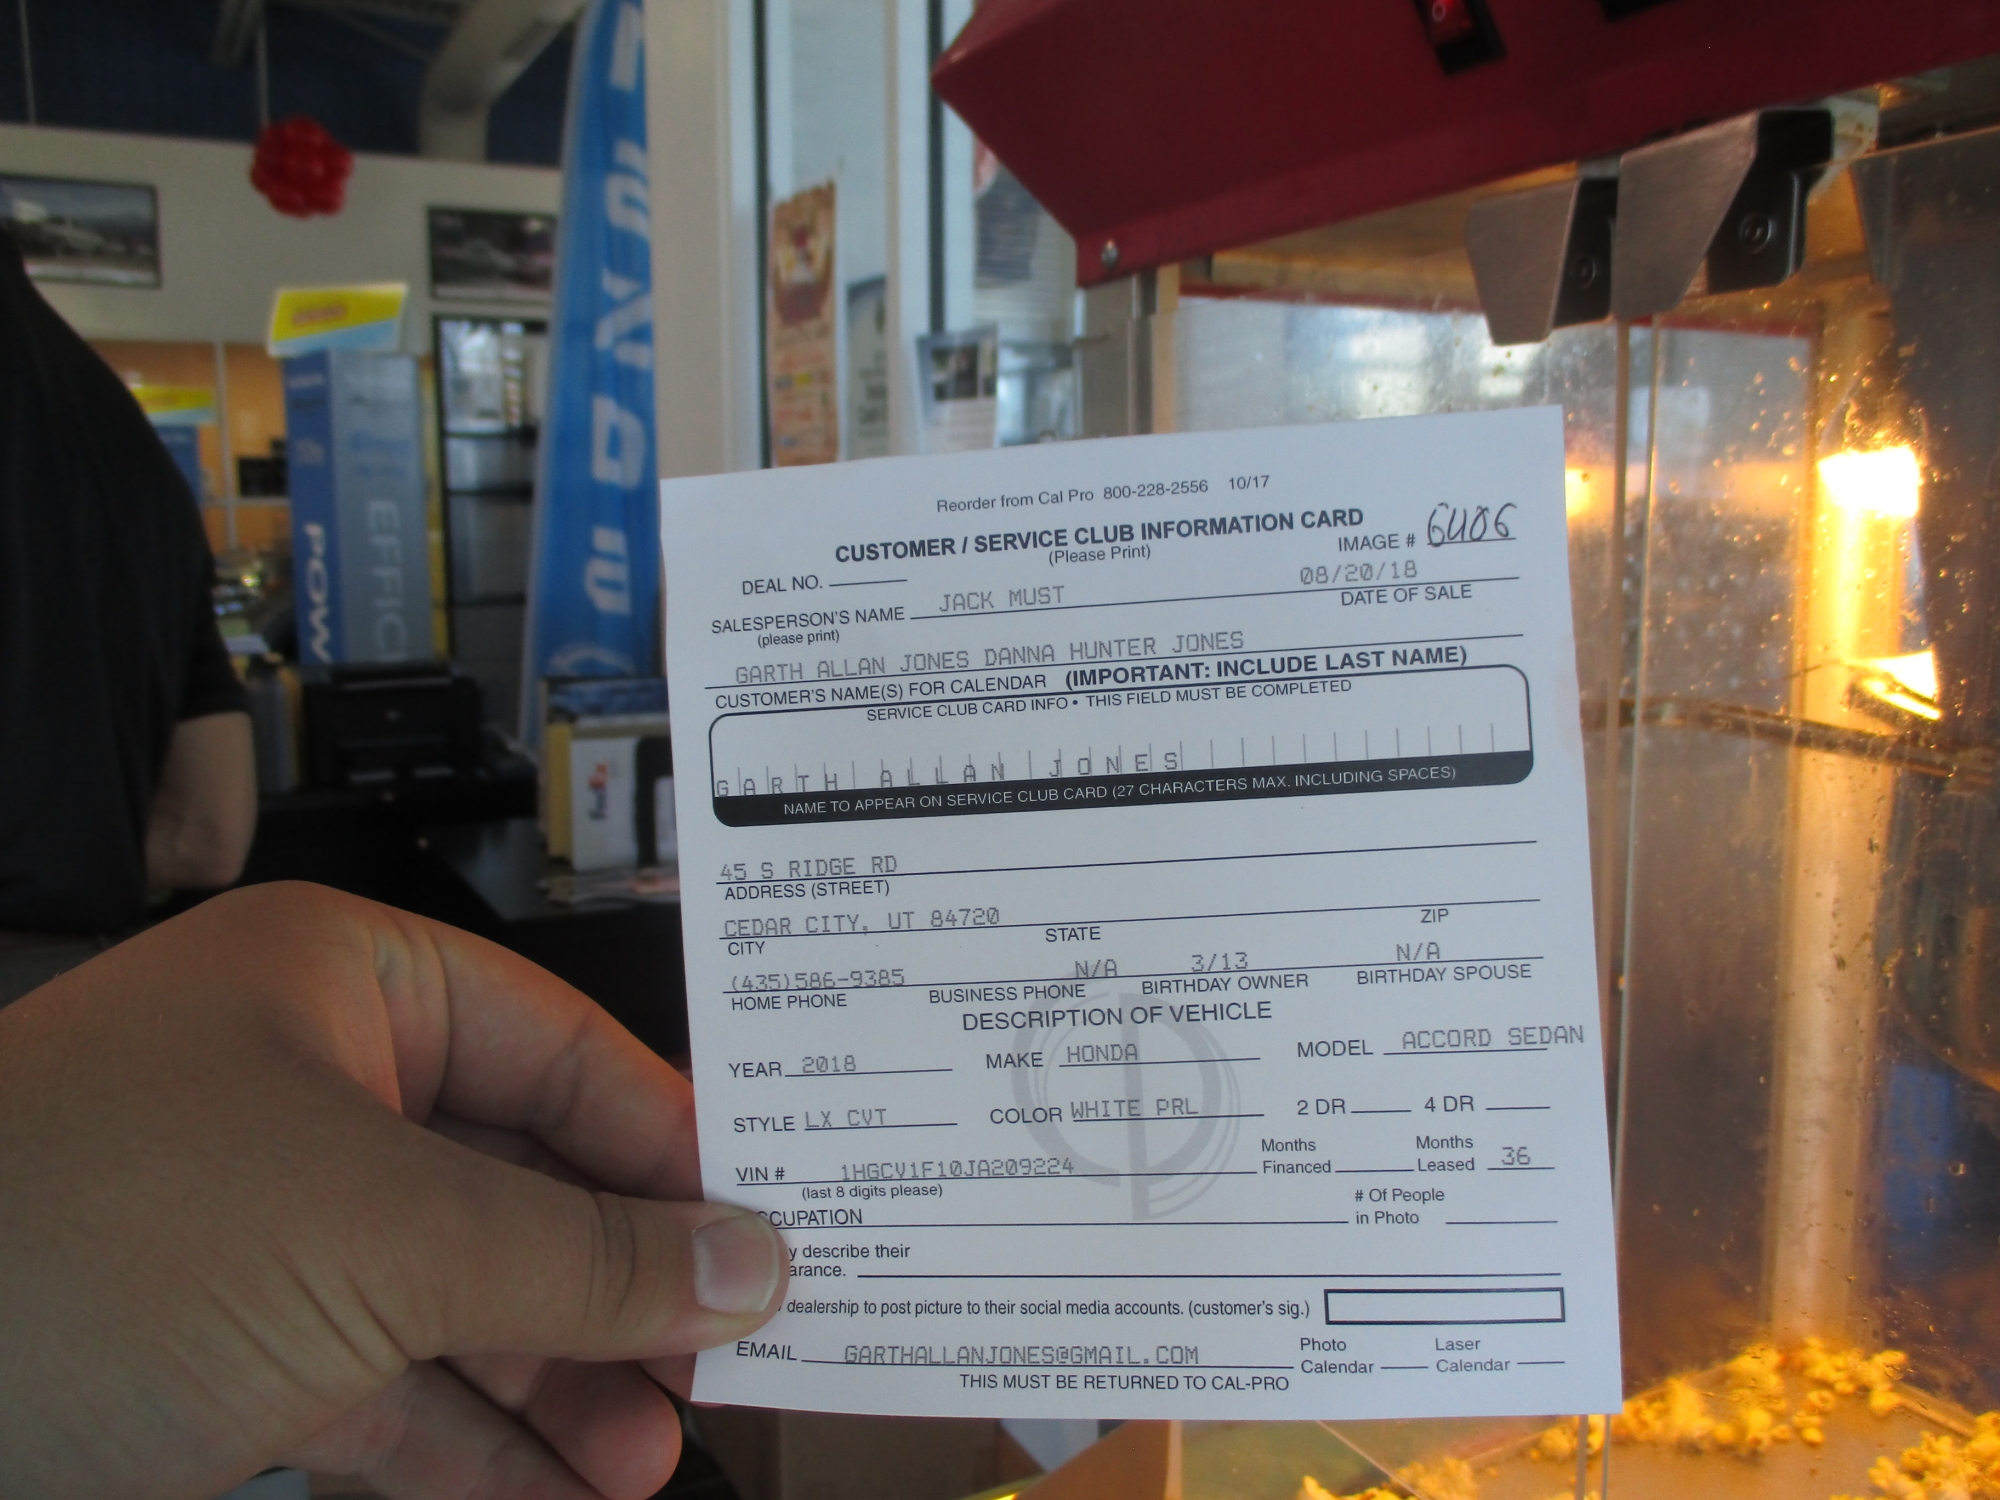 Reorder from Cal Pro 800-228-2556 10/17
CUSTOMER / SERVICE CLUB INFORMATION CARD
(Please Print)
IMAGE # 6406
DEAL NO.
SALESPERSON'S NAME JACK MUST 08/20/18
(please print) DATE OF SALE
GARTH ALLAN JONES DANNA HUNTER JONES
CUSTOMER'S NAME(S) FOR CALENDAR (IMPORTANT: INCLUDE LAST NAME)
SERVICE CLUB CARD INFO • THIS FIELD MUST BE COMPLETED
GARTH ALLAN JONES
NAME TO APPEAR ON SERVICE CLUB CARD (27 CHARACTERS MAX. INCLUDING SPACES)
45 S RIDGE RD
ADDRESS (STREET)
CEDAR CITY, UT 84720
CITY STATE ZIP
(435)586-9385 N/A 3/13 N/A
HOME PHONE BUSINESS PHONE BIRTHDAY OWNER BIRTHDAY SPOUSE
DESCRIPTION OF VEHICLE
YEAR 2018 MAKE HONDA MODEL ACCORD SEDAN
STYLE LX CVT COLOR WHITE PRL 2 DR 4 DR
VIN # 1HGCV1F10JA209224 Months Financed Months Leased 36
(last 8 digits please)
CUPATION # Of People in Photo
y describe their
arance.
dealership to post picture to their social media accounts. (customer's sig.)
EMAIL GARTHALLANJONES@GMAIL.COM Photo Calendar Laser Calendar
THIS MUST BE RETURNED TO CAL-PRO
POW
EFFICI
FedEx